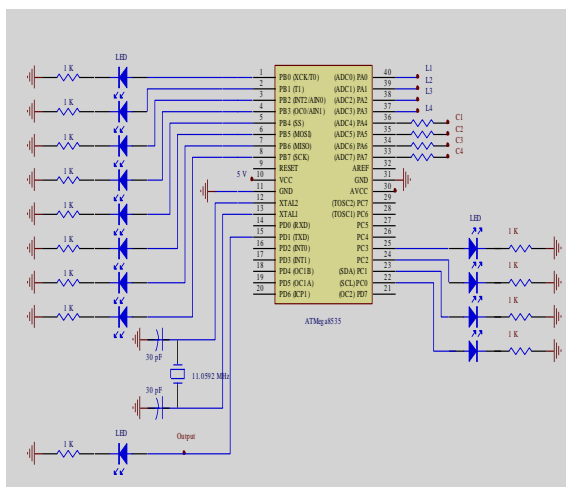 LED
1 K
1 K
1 K
1 K
1 K
1 K
1 K
1 K
1 PB0 (XCK/T0) (ADC0) PA0 40 L1
2 PB1 (T1) (ADC1) PA1 39 L2
3 PB2 (INT2/AIN0) (ADC2) PA2 38 L3
4 PB3 (OC0/AIN1) (ADC3) PA3 37 L4
5 PB4 (SS) (ADC4) PA4 36 C1
6 PB5 (MOSI) (ADC5) PA5 35 C2
7 PB6 (MISO) (ADC6) PA6 34 C3
8 PB7 (SCK) (ADC7) PA7 33 C4
9 RESET AREF 32
5 V 10 VCC GND 31
11 GND AVCC 30
12 XTAL2 (TOSC2) PC7 29
13 XTAL1 (TOSC1) PC6 28
14 PD0 (RXD) PC5 27
15 PD1 (TXD) PC4 26
16 PD2 (INT0) PC3 25
17 PD3 (INT1) PC2 24
18 PD4 (OC1B) (SDA) PC1 23
19 PD5 (OC1A) (SCL) PC0 22
20 PD6 (ICP1) (OC2) PD7 21
ATMega8535
LED
1 K
1 K
1 K
1 K
30 pF
11.0592 MHz
30 pF
LED
1 K
Output